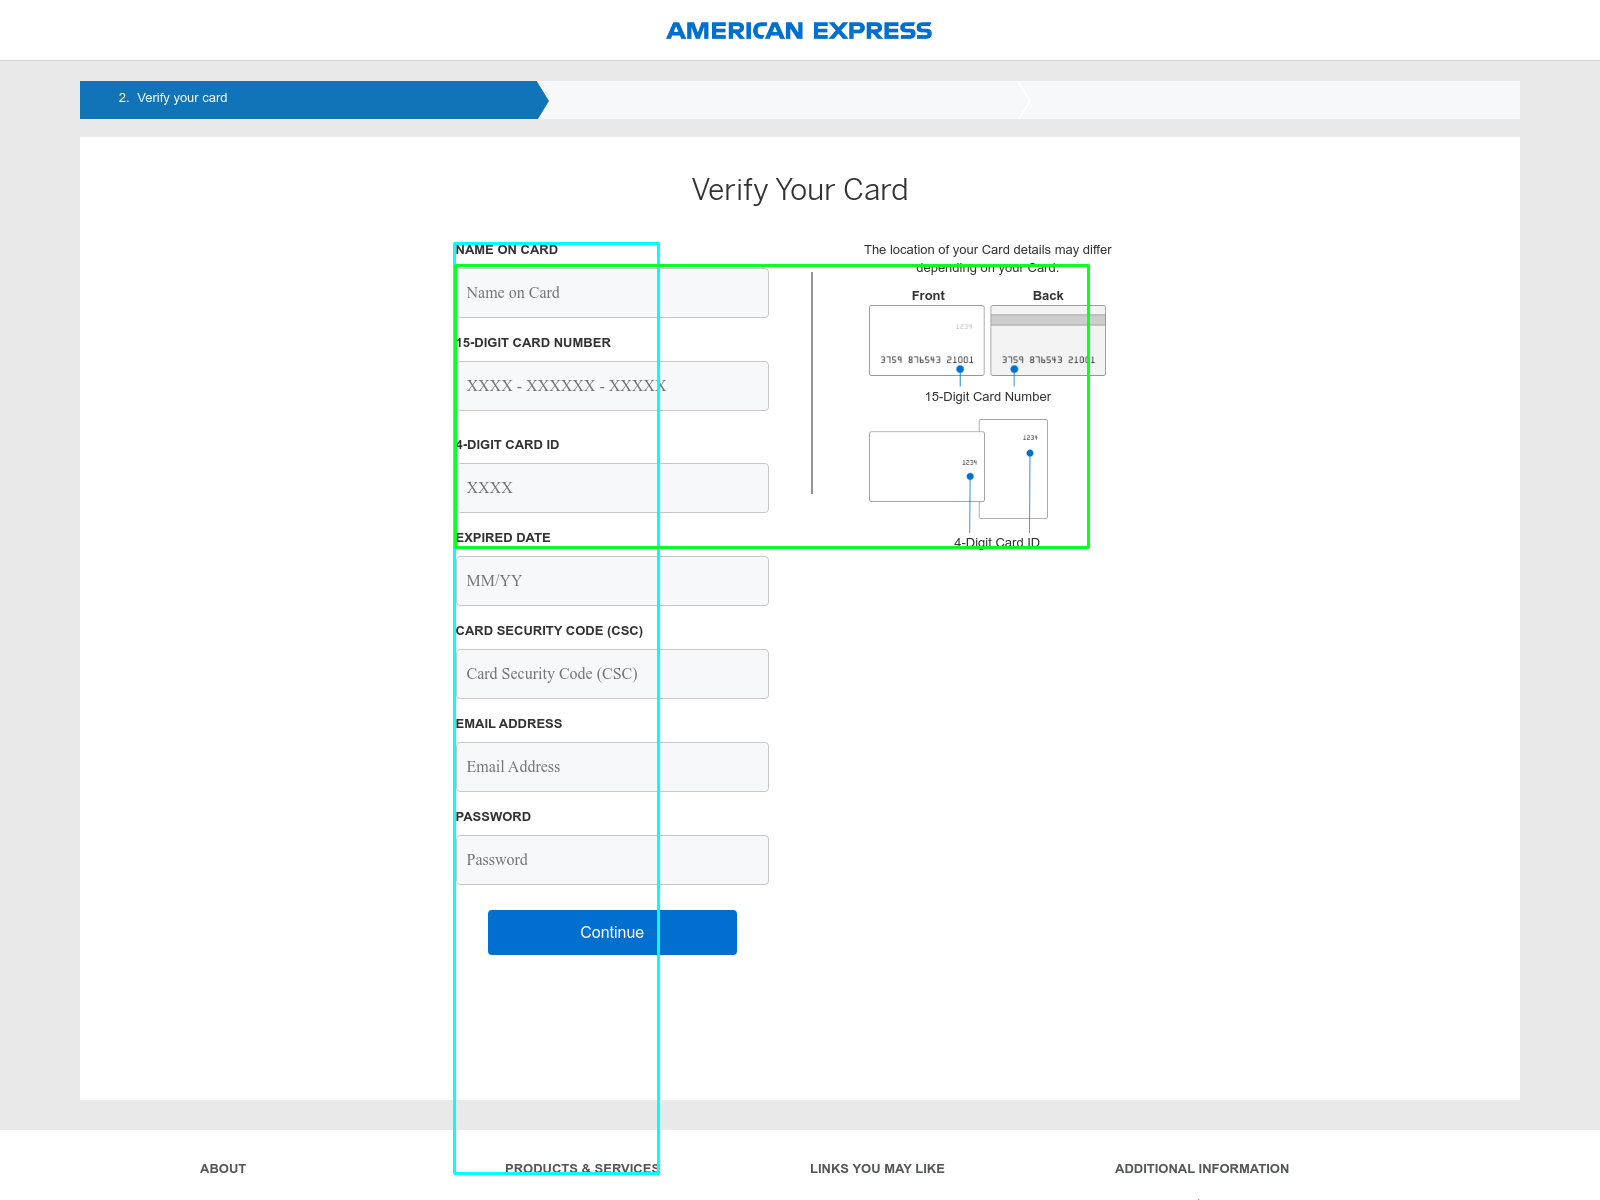 AMERICAN EXPRESS
2. Verify your card
Verify Your Card
NAME ON CARD
Name on Card
15-DIGIT CARD NUMBER
XXXX - XXXXXX - XXXXX
4-DIGIT CARD ID
XXXX
EXPIRED DATE
MM/YY
CARD SECURITY CODE (CSC)
Card Security Code (CSC)
EMAIL ADDRESS
Email Address
PASSWORD
Password
Continue
The location of your Card details may differ
depending on your Card.
Front Back
1234
3759 876543 21001 3759 876543 21001
15-Digit Card Number
1234
1234
4-Digit Card ID
ABOUT PRODUCTS & SERVICES LINKS YOU MAY LIKE ADDITIONAL INFORMATION